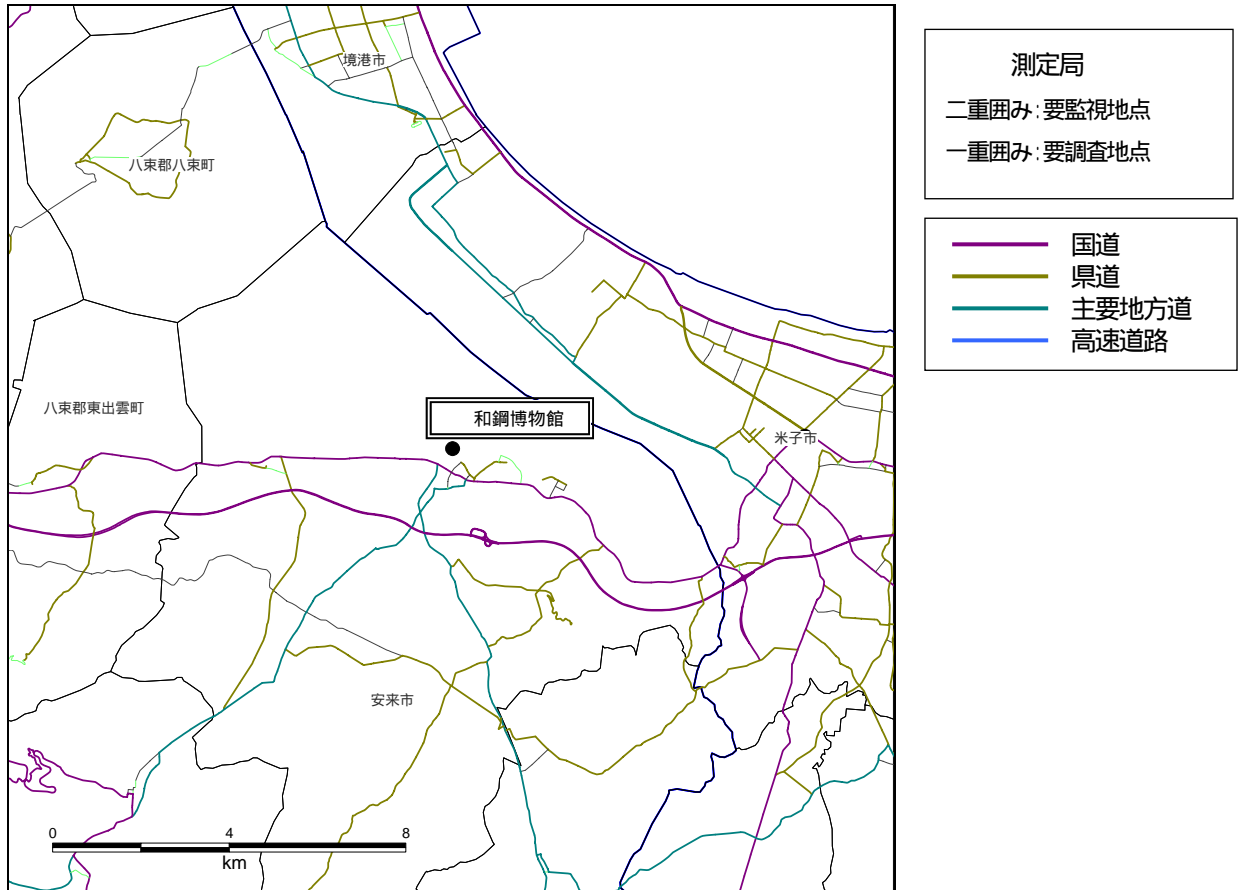 境港市
八束郡八束町
八束郡東出雲町
和鋼博物館
米子市
安来市
0 4 8
km
測定局
二重囲み:要監視地点
一重囲み:要調査地点
国道
県道
主要地方道
高速道路